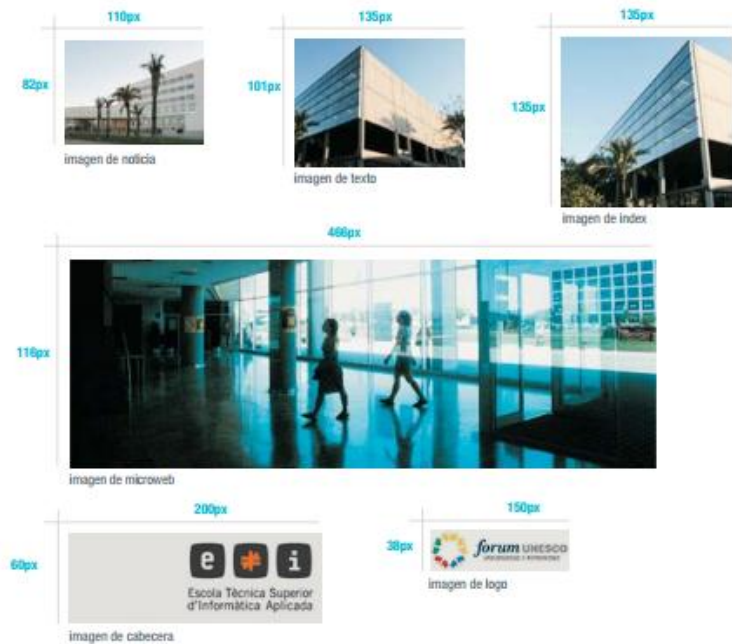 110px
135px
135px
82px
101px
135px
imagen de noticia
imagen de texto
imagen de index
466px
116px
imagen de microweb
200px
150px
60px
38px
e i
Escola Tècnica Superior
d'Informàtica Aplicada
forum UNESCO
imagen de logo
imagen de cabecera